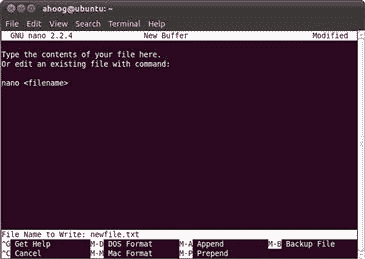 ahoog@ubuntu: ~
File Edit View Search Terminal Help
GNU nano 2.2.4 New Buffer Modified
Type the contents of your file here.
Or edit an existing file with command:
nano <filename>
File Name to Write: newfile.txt
^G Get Help M-D DOS Format M-A Append M-B Backup File
^C Cancel M-M Mac Format M-P Prepend